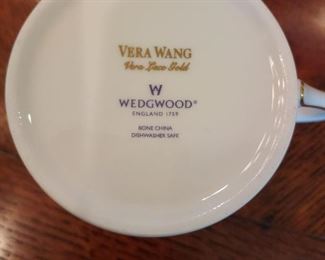 VERA WANG
Vera Lace Gold
W
WEDGWOOD®
ENGLAND 1759
BONE CHINA
DISHWASHER SAFE